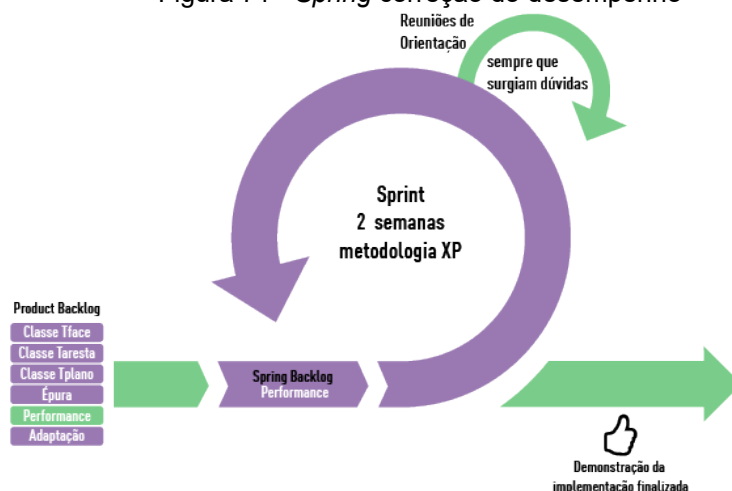 Figura - Spring correção de desempenho
Reuniões de
Orientação
sempre que
surgiam dúvidas
Sprint
2 semanas
metodologia XP
Product Backlog
Classe Tface
Classe Taresta
Classe Tplano
Épura
Performance
Adaptação
Spring Backlog
Performance
Demonstração da
implementação finalizada